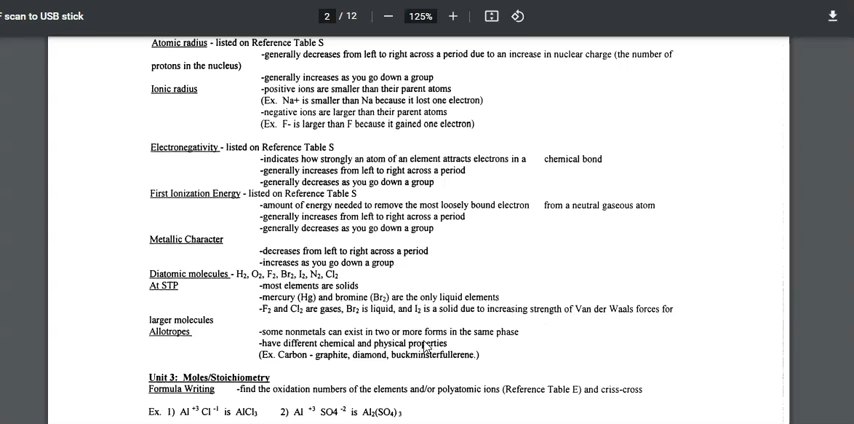 F scan to USB stick
2 / 12 — 125% +
Atomic radius - listed on Reference Table S
-generally decreases from left to right across a period due to an increase in nuclear charge (the number of
protons in the nucleus)
-generally increases as you go down a group
Ionic radius -positive ions are smaller than their parent atoms
(Ex. Na+ is smaller than Na because it lost one electron)
-negative ions are larger than their parent atoms
(Ex. F- is larger than F because it gained one electron)
Electronegativity - listed on Reference Table S
-indicates how strongly an atom of an element attracts electrons in a chemical bond
-generally increases from left to right across a period
-generally decreases as you go down a group
First Ionization Energy - listed on Reference Table S
-amount of energy needed to remove the most loosely bound electron from a neutral gaseous atom
-generally increases from left to right across a period
-generally decreases as you go down a group
Metallic Character
-decreases from left to right across a period
-increases as you go down a group
Diatomic molecules - H₂, O₂, F₂, Br₂, I₂, N₂, Cl₂
At STP -most elements are solids
-mercury (Hg) and bromine (Br₂) are the only liquid elements
-F₂ and Cl₂ are gases, Br₂ is liquid, and I₂ is a solid due to increasing strength of Van der Waals forces for
larger molecules
Allotropes -some nonmetals can exist in two or more forms in the same phase
-have different chemical and physical properties
(Ex. Carbon - graphite, diamond, buckminsterfullerene.)
Unit 3: Moles/Stoichiometry
Formula Writing -find the oxidation numbers of the elements and/or polyatomic ions (Reference Table E) and criss-cross
Ex. 1) Al ⁺³ Cl ⁻¹ is AlCl₃ 2) Al ⁺³ SO4 ⁻² is Al₂(SO₄)₃